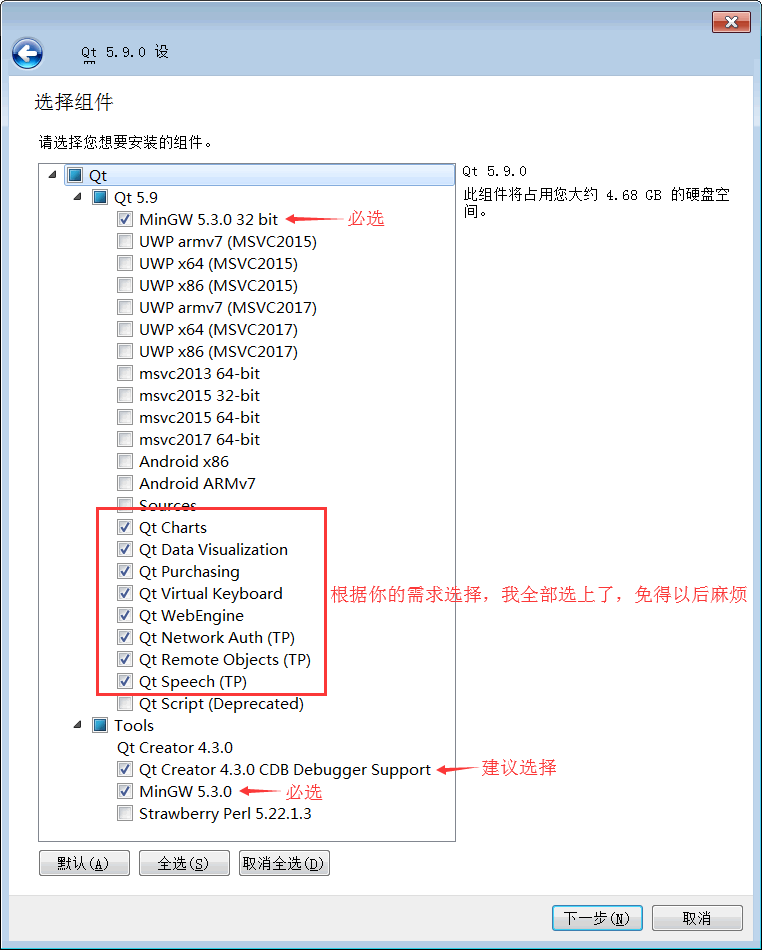 Qt 5.9.0 设
选择组件
请选择您想要安装的组件。
Qt
Qt 5.9
MinGW 5.3.0 32 bit 必选
UWP armv7 (MSVC2015)
UWP x64 (MSVC2015)
UWP x86 (MSVC2015)
UWP armv7 (MSVC2017)
UWP x64 (MSVC2017)
UWP x86 (MSVC2017)
msvc2013 64-bit
msvc2015 32-bit
msvc2015 64-bit
msvc2017 64-bit
Android x86
Android ARMv7
Sources
Qt Charts
Qt Data Visualization
Qt Purchasing
Qt Virtual Keyboard
根据你的需求选择，我全部选上了，免得以后麻烦
Qt WebEngine
Qt Network Auth (TP)
Qt Remote Objects (TP)
Qt Speech (TP)
Qt Script (Deprecated)
Tools
Qt Creator 4.3.0
Qt Creator 4.3.0 CDB Debugger Support 建议选择
MinGW 5.3.0 必选
Strawberry Perl 5.22.1.3
Qt 5.9.0
此组件将占用您大约 4.68 GB 的硬盘空
间。
默认(A) 全选(S) 取消全选(D)
下一步(N) 取消